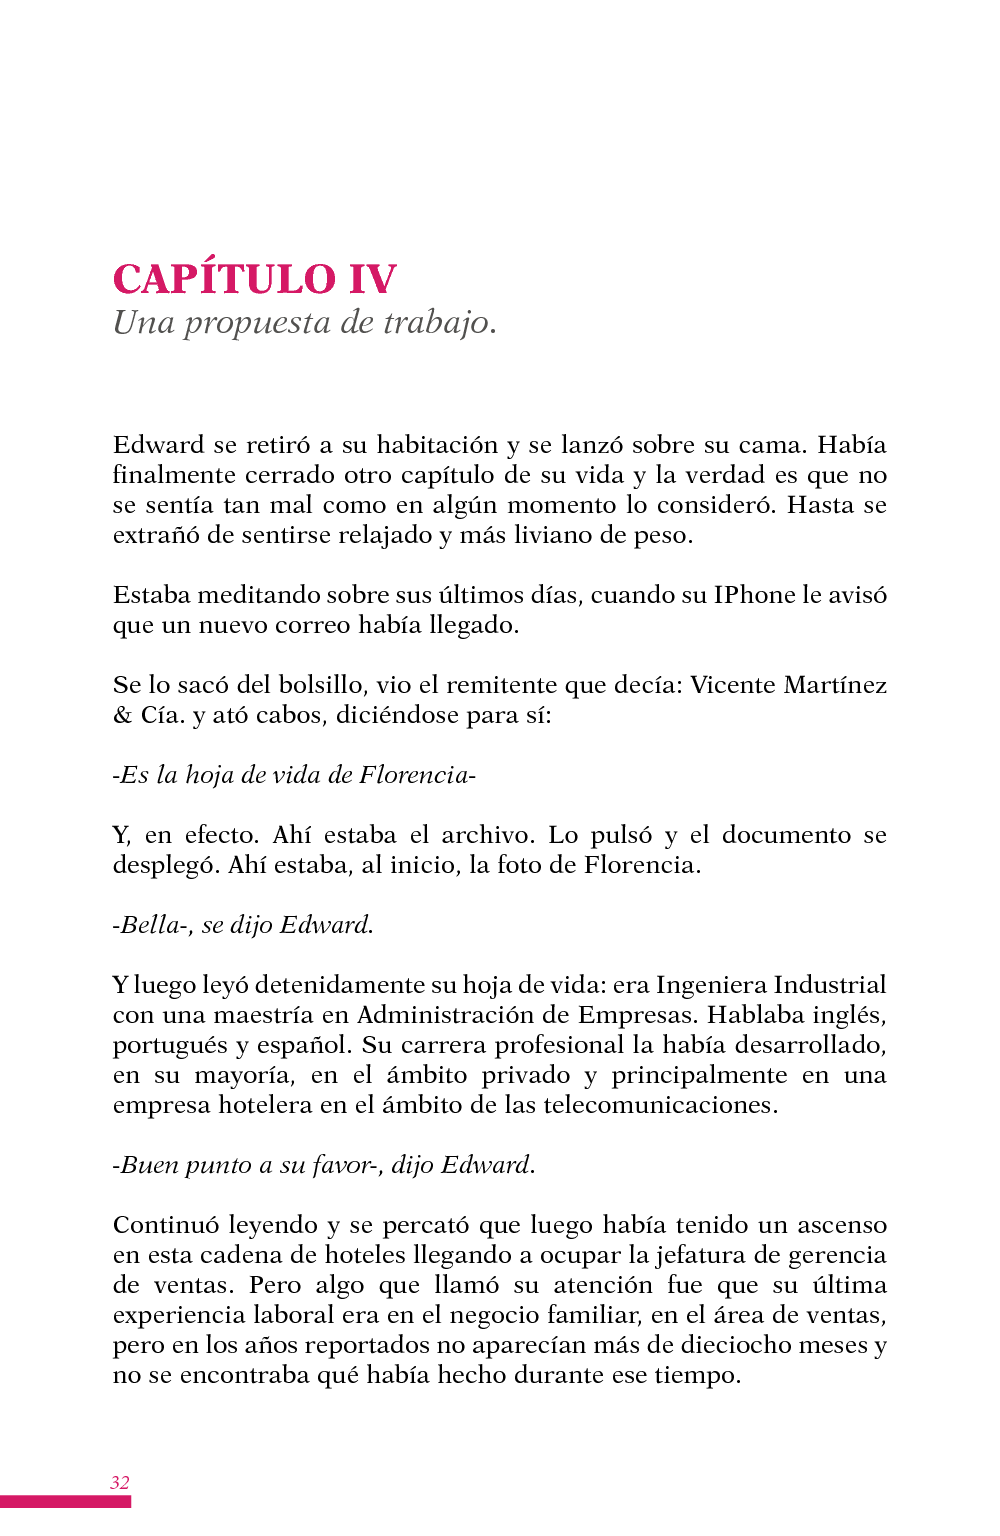 CAPÍTULO IV
Una propuesta de trabajo.
Edward se retiró a su habitación y se lanzó sobre su cama. Había
finalmente cerrado otro capítulo de su vida y la verdad es que no
se sentía tan mal como en algún momento lo consideró. Hasta se
extrañó de sentirse relajado y más liviano de peso.
Estaba meditando sobre sus últimos días, cuando su IPhone le avisó
que un nuevo correo había llegado.
Se lo sacó del bolsillo, vio el remitente que decía: Vicente Martínez
& Cía. y ató cabos, diciéndose para sí:
-Es la hoja de vida de Florencia-
Y, en efecto. Ahí estaba el archivo. Lo pulsó y el documento se
desplegó. Ahí estaba, al inicio, la foto de Florencia.
-Bella-, se dijo Edward.
Y luego leyó detenidamente su hoja de vida: era Ingeniera Industrial
con una maestría en Administración de Empresas. Hablaba inglés,
portugués y español. Su carrera profesional la había desarrollado,
en su mayoría, en el ámbito privado y principalmente en una
empresa hotelera en el ámbito de las telecomunicaciones.
-Buen punto a su favor-, dijo Edward.
Continuó leyendo y se percató que luego había tenido un ascenso
en esta cadena de hoteles llegando a ocupar la jefatura de gerencia
de ventas. Pero algo que llamó su atención fue que su última
experiencia laboral era en el negocio familiar, en el área de ventas,
pero en los años reportados no aparecían más de dieciocho meses y
no se encontraba qué había hecho durante ese tiempo.
32